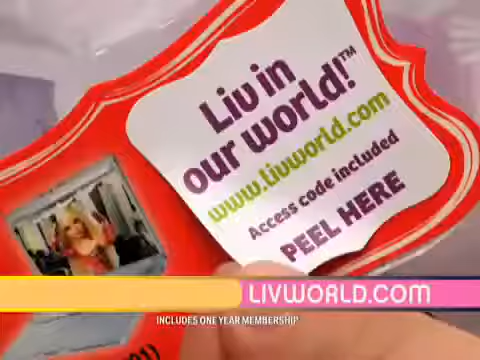 Liv in
our world!™
www.livworld.com
Access code included
PEEL HERE
LIVWORLD.COM
INCLUDES ONE YEAR MEMBERSHIP